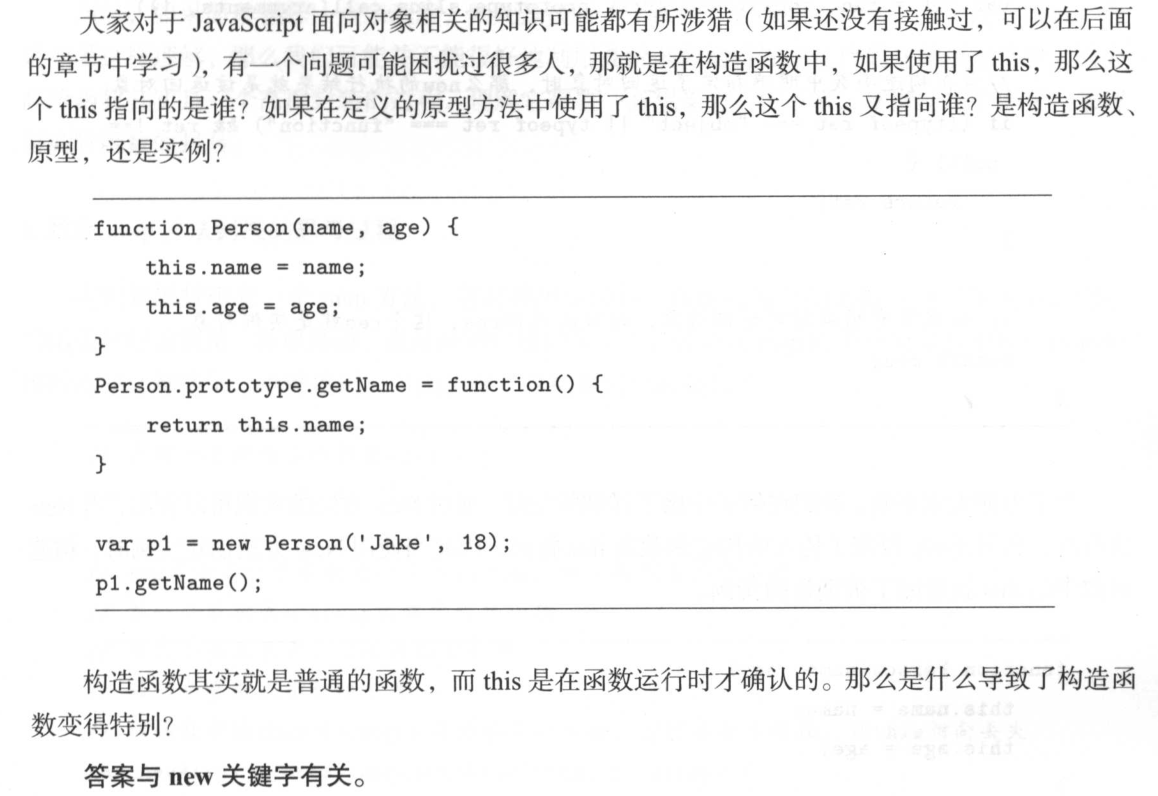 大家对于 JavaScript 面向对象相关的知识可能都有所涉猎（如果还没有接触过，可以在后面
的章节中学习），有一个问题可能困扰过很多人，那就是在构造函数中，如果使用了 this，那么这
个 this 指向的是谁？如果在定义的原型方法中使用了 this，那么这个 this 又指向谁？是构造函数、
原型，还是实例？
function Person(name, age) {
    this.name = name;
    this.age = age;
}
Person.prototype.getName = function() {
    return this.name;
}
var p1 = new Person('Jake', 18);
p1.getName();
构造函数其实就是普通的函数，而 this 是在函数运行时才确认的。那么是什么导致了构造函
数变得特别？
答案与 new 关键字有关。